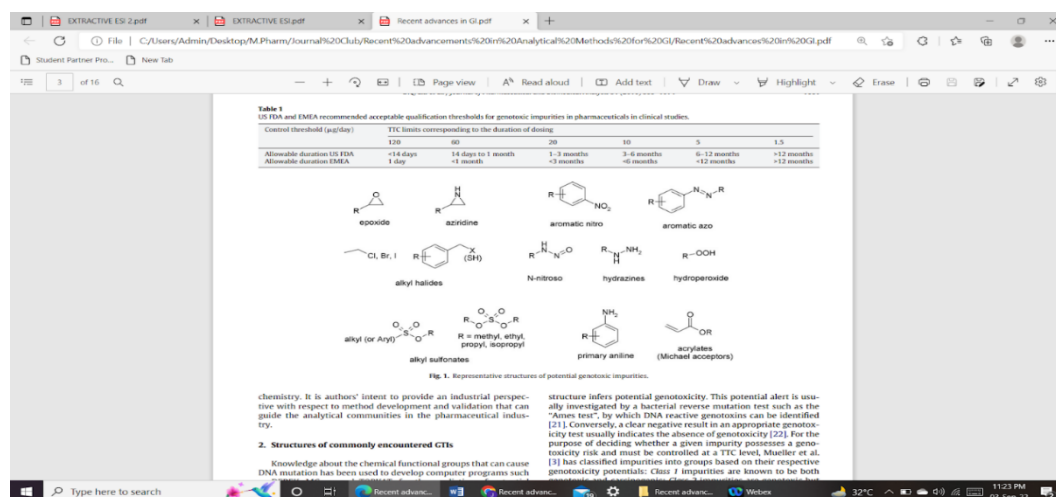 EXTRACTIVE ESI 2.pdf
EXTRACTIVE ESI.pdf
Recent advances in GI.pdf
File
C:/Users/Admin/Desktop/M.Pharm/Journal%20Club/Recent%20advancements%20in%20Analytical%20Methods%20for%20GI/Recent%20advances%20in%20GI.pdf
Student Partner Pro...
New Tab
3 of 16
Page view
Read aloud
Add text
Draw
Highlight
Erase
Table 1
US FDA and EMEA recommended acceptable qualification thresholds for genotoxic impurities in pharmaceuticals in clinical studies.
Control threshold (µg/day) TTC limits corresponding to the duration of dosing
120 60 20 10 5 1.5
Allowable duration US FDA <14 days 14 days to 1 month 1–3 months 3–6 months 6–12 months >12 months
Allowable duration EMEA 1 day <1 month <3 months <6 months <12 months >12 months
O
R
epoxide
H
N
R
aziridine
R
NO2
aromatic nitro
R
N
N
R
aromatic azo
Cl, Br, I
R
X
(SH)
alkyl halides
R
H
N
N
O
N-nitroso
R
N
H
NH2
hydrazines
R-OOH
hydroperoxide
alkyl (or Aryl)
O
O
S
O
R
R
O
O
S
O
O
R
R = methyl, ethyl,
propyl, isopropyl
alkyl sulfonates
NH2
R
primary aniline
O
OR
acrylates
(Michael acceptors)
Fig. 1. Representative structures of potential genotoxic impurities.
chemistry. It is authors' intent to provide an industrial perspec-
tive with respect to method development and validation that can
guide the analytical communities in the pharmaceutical indus-
try.
2. Structures of commonly encountered GTIs
Knowledge about the chemical functional groups that can cause
DNA mutation has been used to develop computer programs such
structure infers potential genotoxicity. This potential alert is usu-
ally investigated by a bacterial reverse mutation test such as the
"Ames test", by which DNA reactive genotoxins can be identified
[21]. Conversely, a clear negative result in an appropriate genotox-
icity test usually indicates the absence of genotoxicity [22]. For the
purpose of deciding whether a given impurity possesses a geno-
toxicity risk and must be controlled at a TTC level, Mueller et al.
[3] has classified impurities into groups based on their respective
genotoxicity potentials: Class 1 impurities are known to be both
Type here to search
Recent advanc...
Recent advanc...
Recent advanc...
Webex
32°C
11:23 PM